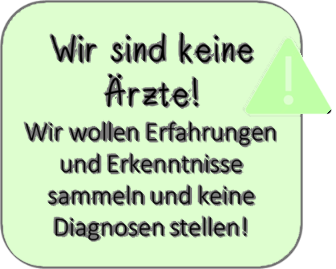 Wir sind keine
Ärzte!
Wir wollen Erfahrungen
und Erkenntnisse
sammeln und keine
Diagnosen stellen!